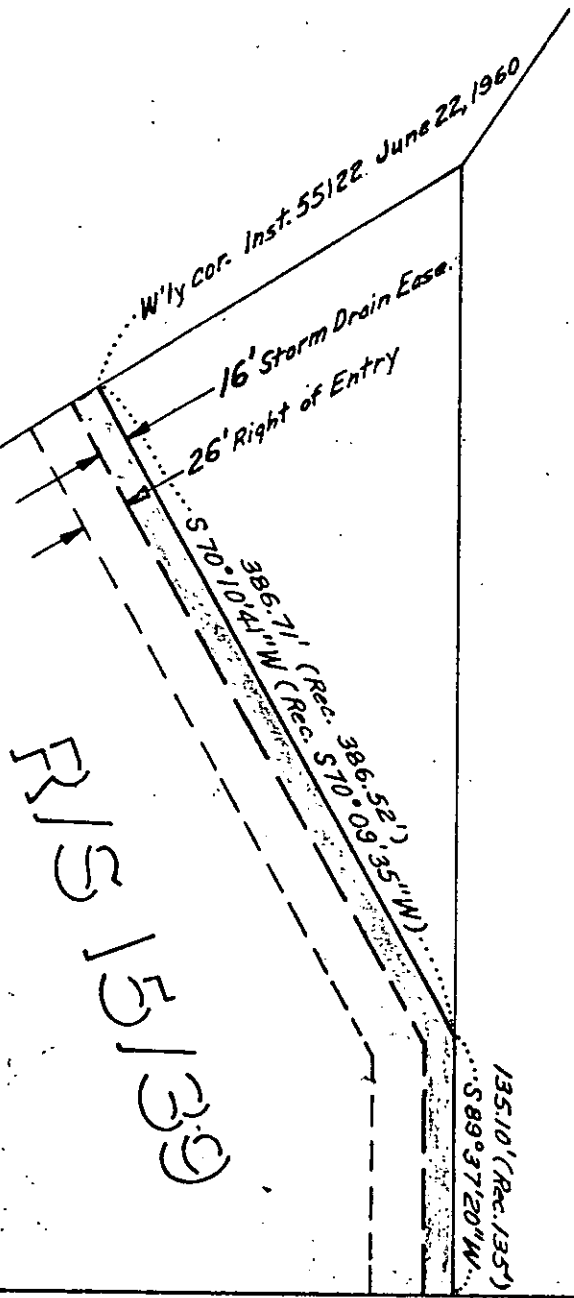 W'ly cor. Inst. 55122 June 22, 1960
16' Storm Drain Ease.
26' Right of Entry
386.71' (Rec. 386.52')
S 70°10'41"W (Rec. S70°09'35"W)
135.10' (Rec. 135')
S 89°37'20"W
R/S 15/39